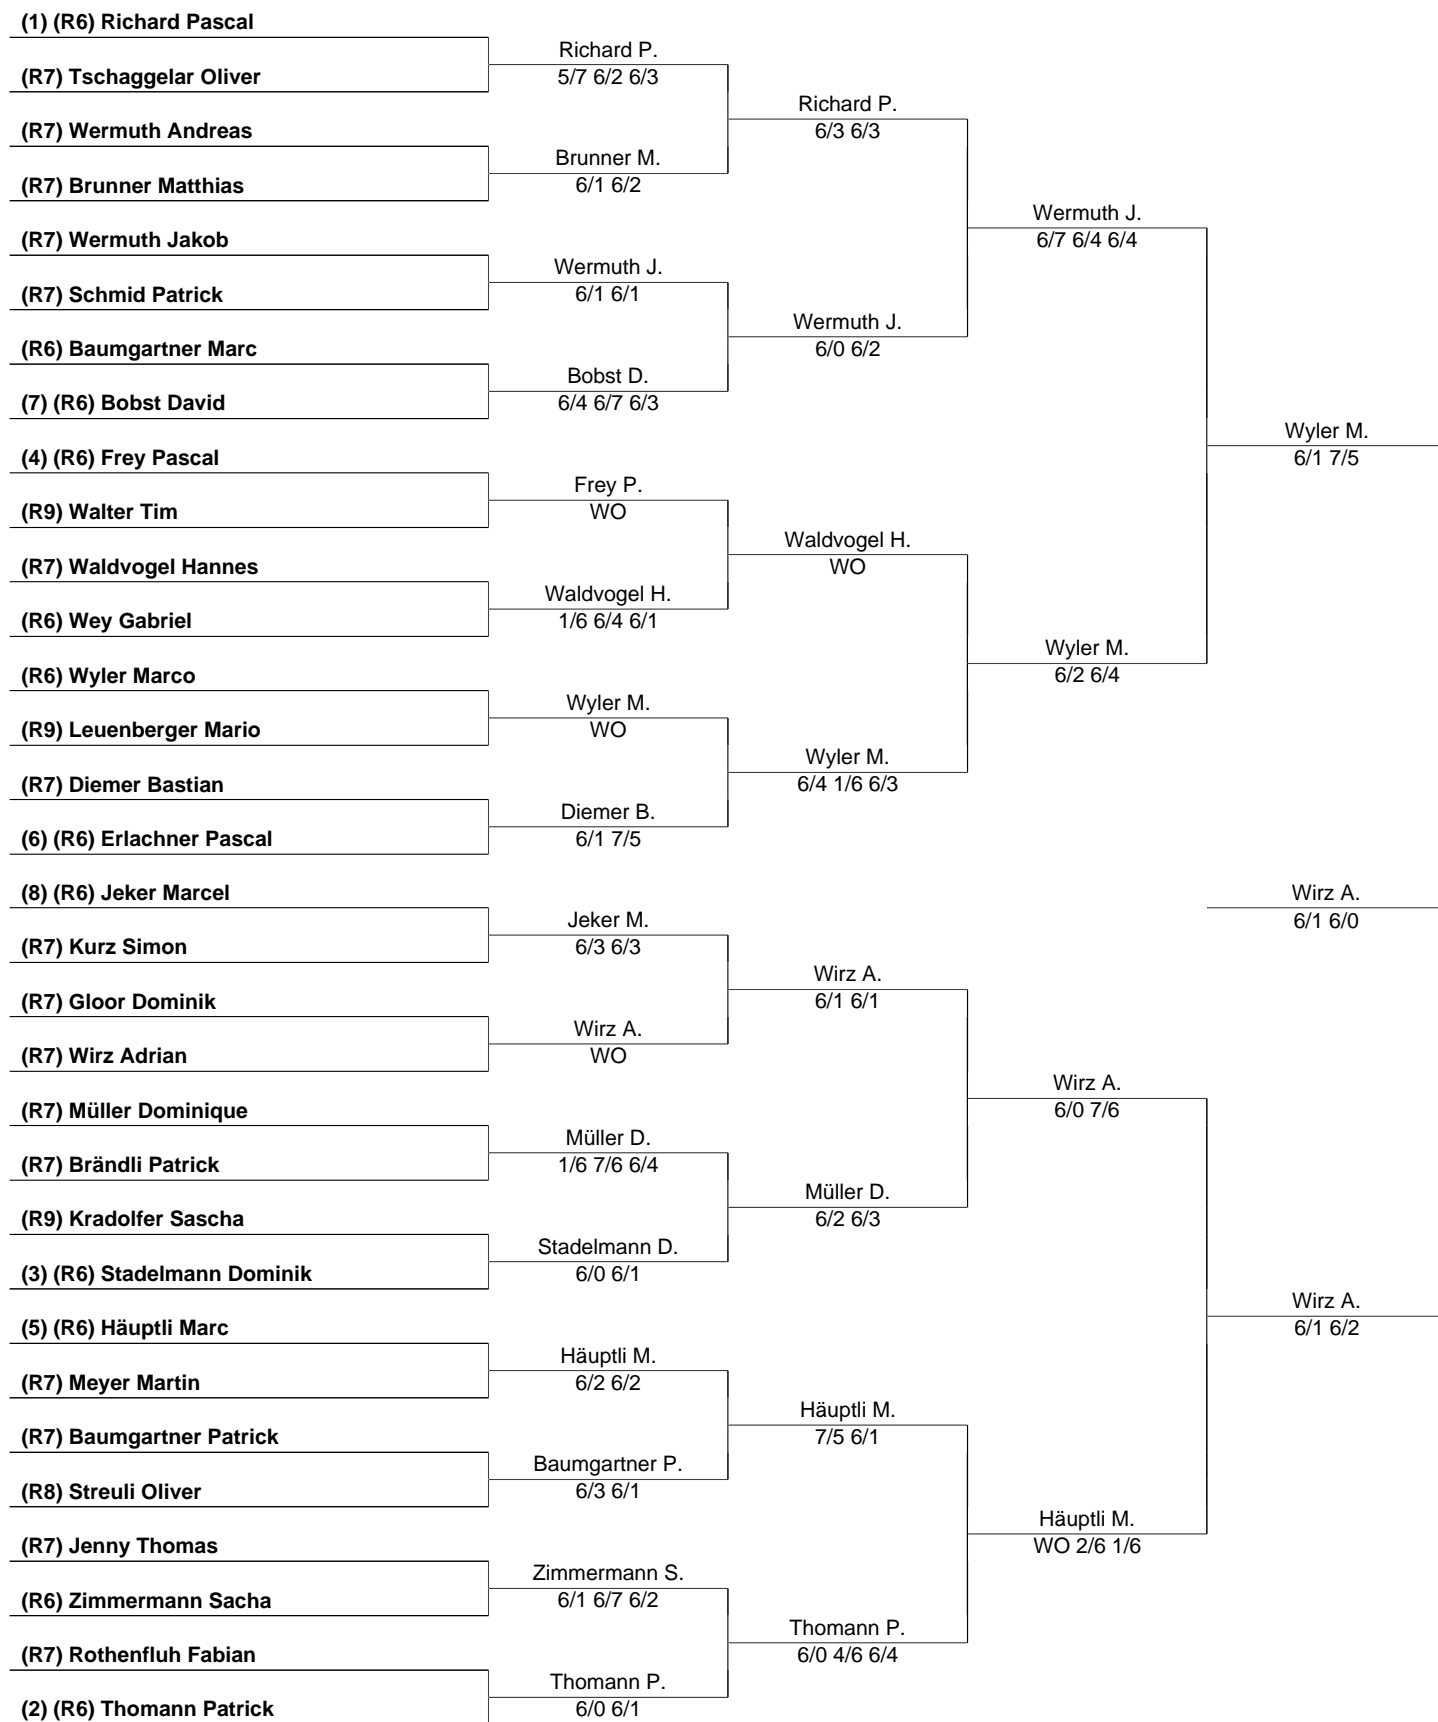 (1) (R6) Richard Pascal
(R7) Tschaggelar Oliver
(R7) Wermuth Andreas
(R7) Brunner Matthias
(R7) Wermuth Jakob
(R7) Schmid Patrick
(R6) Baumgartner Marc
(7) (R6) Bobst David
(4) (R6) Frey Pascal
(R9) Walter Tim
(R7) Waldvogel Hannes
(R6) Wey Gabriel
(R6) Wyler Marco
(R9) Leuenberger Mario
(R7) Diemer Bastian
(6) (R6) Erlachner Pascal
(8) (R6) Jeker Marcel
(R7) Kurz Simon
(R7) Gloor Dominik
(R7) Wirz Adrian
(R7) Müller Dominique
(R7) Brändli Patrick
(R9) Kradolfer Sascha
(3) (R6) Stadelmann Dominik
(5) (R6) Häuptli Marc
(R7) Meyer Martin
(R7) Baumgartner Patrick
(R8) Streuli Oliver
(R7) Jenny Thomas
(R6) Zimmermann Sacha
(R7) Rothenfluh Fabian
(2) (R6) Thomann Patrick
Richard P.
5/7 6/2 6/3
Brunner M.
6/1 6/2
Wermuth J.
6/1 6/1
Bobst D.
6/4 6/7 6/3
Frey P.
WO
Waldvogel H.
1/6 6/4 6/1
Wyler M.
WO
Diemer B.
6/1 7/5
Jeker M.
6/3 6/3
Wirz A.
WO
Müller D.
1/6 7/6 6/4
Stadelmann D.
6/0 6/1
Häuptli M.
6/2 6/2
Baumgartner P.
6/3 6/1
Zimmermann S.
6/1 6/7 6/2
Thomann P.
6/0 6/1
Richard P.
6/3 6/3
Wermuth J.
6/0 6/2
Waldvogel H.
WO
Wyler M.
6/4 1/6 6/3
Wirz A.
6/1 6/1
Müller D.
6/2 6/3
Häuptli M.
7/5 6/1
Thomann P.
6/0 4/6 6/4
Wermuth J.
6/7 6/4 6/4
Wyler M.
6/2 6/4
Wirz A.
6/0 7/6
Häuptli M.
WO 2/6 1/6
Wyler M.
6/1 7/5
Wirz A.
6/1 6/0
Wirz A.
6/1 6/2